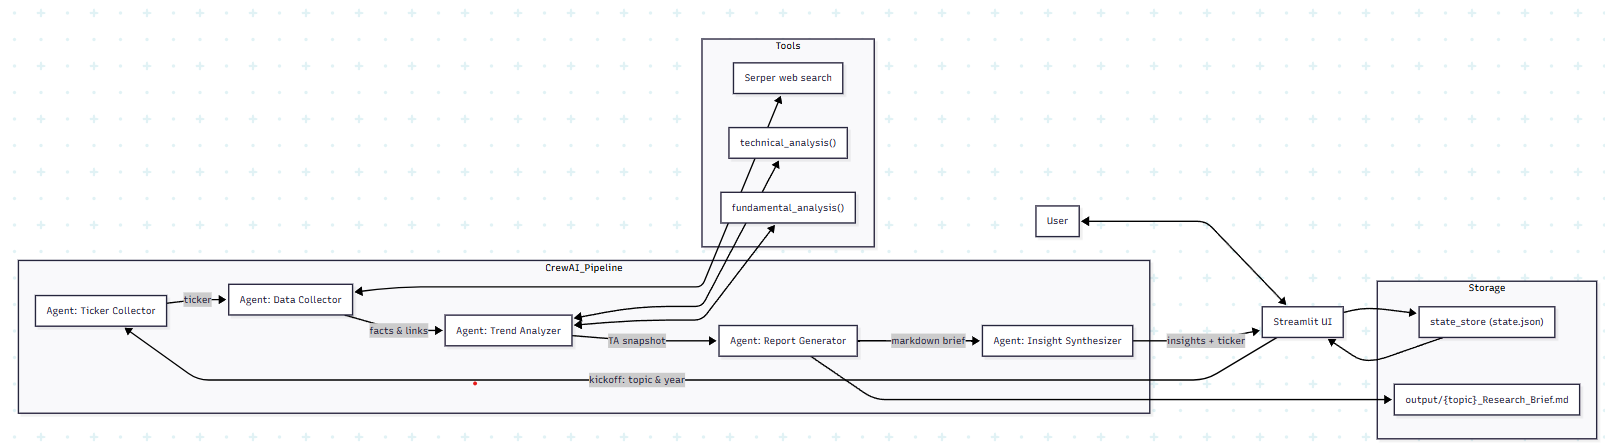 Tools
Serper web search
technical_analysis()
fundamental_analysis()
User
CrewAI_Pipeline
Agent: Ticker Collector
ticker
Agent: Data Collector
facts & links
Agent: Trend Analyzer
TA snapshot
Agent: Report Generator
markdown brief
Agent: Insight Synthesizer
insights + ticker
Streamlit UI
kickoff: topic & year
Storage
state_store (state.json)
output/{topic}_Research_Brief.md